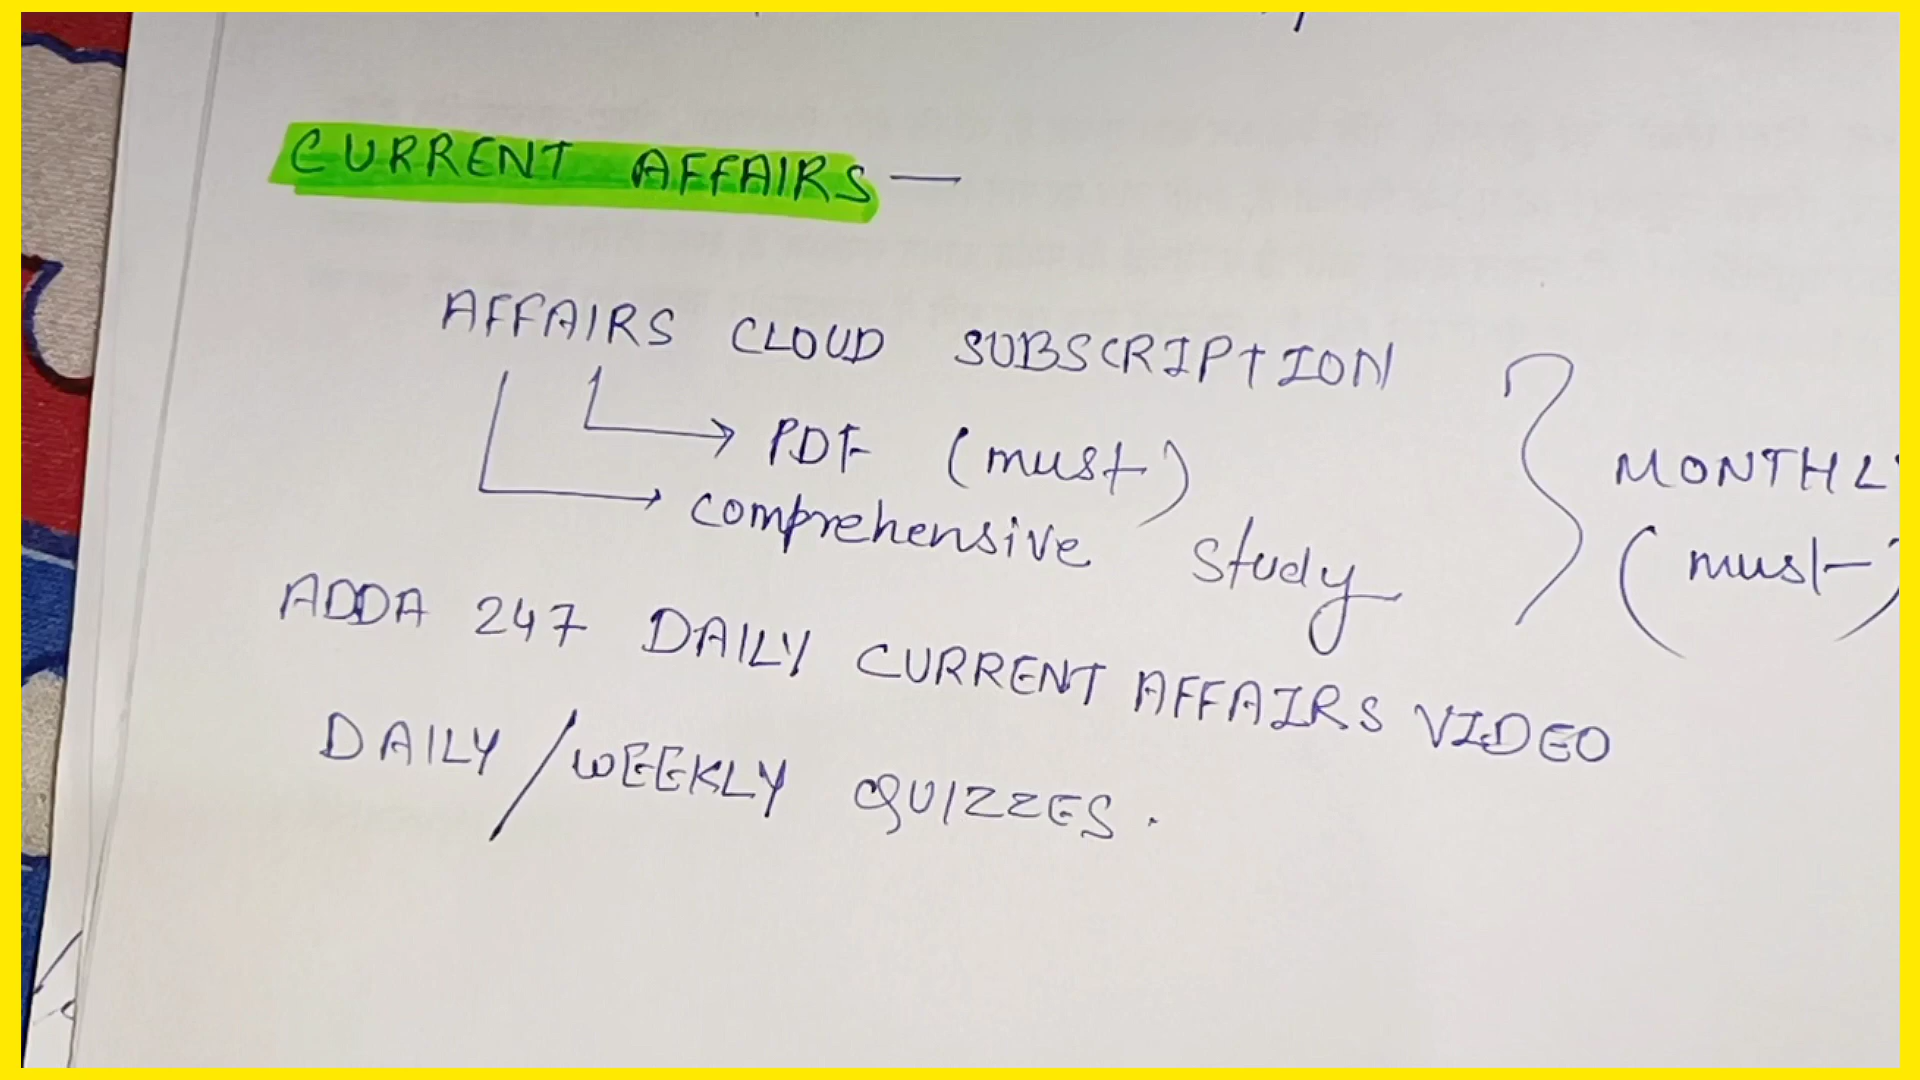 CURRENT AFFAIRS —
AFFAIRS CLOUD SUBSCRIPTION
PDF (must)
comprehensive study
MONTHLY
(must)
ADDA 247 DAILY CURRENT AFFAIRS VIDEO
DAILY / WEEKLY QUIZZES.